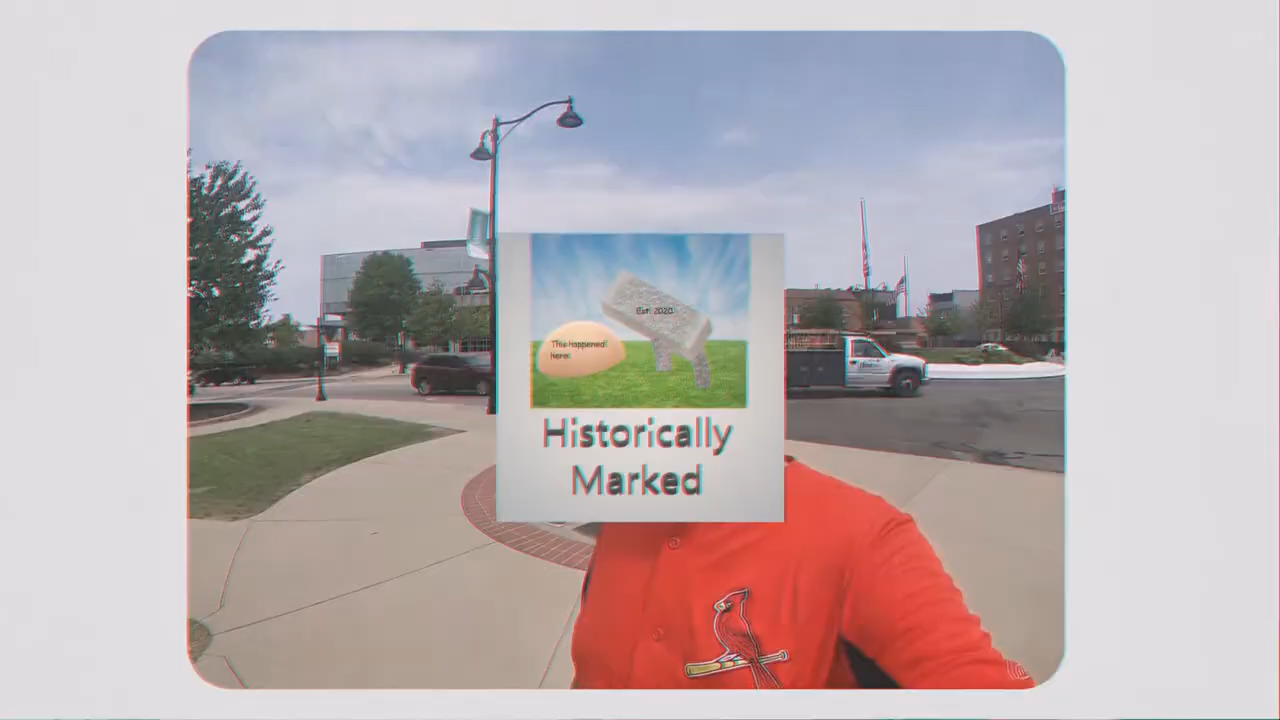 Est. 2020
This happened
here!
Historically
Marked